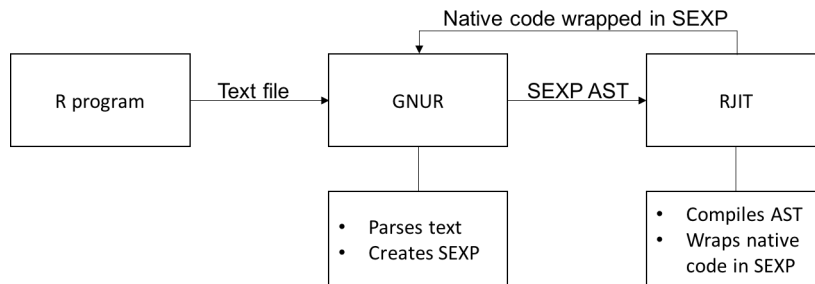 Native code wrapped in SEXP
R program
Text file
GNUR
SEXP AST
RJIT
• Parses text
• Creates SEXP
• Compiles AST
• Wraps native
code in SEXP